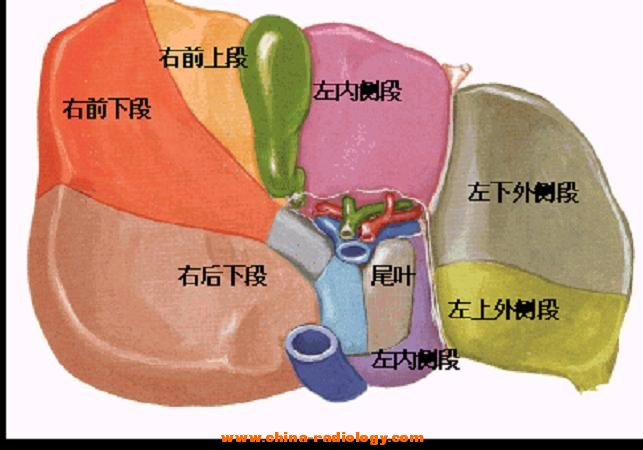 右前上段
左内侧段
右前下段
左下外侧段
右后下段
尾叶
左上外侧段
左内侧段
www.china-radiology.com